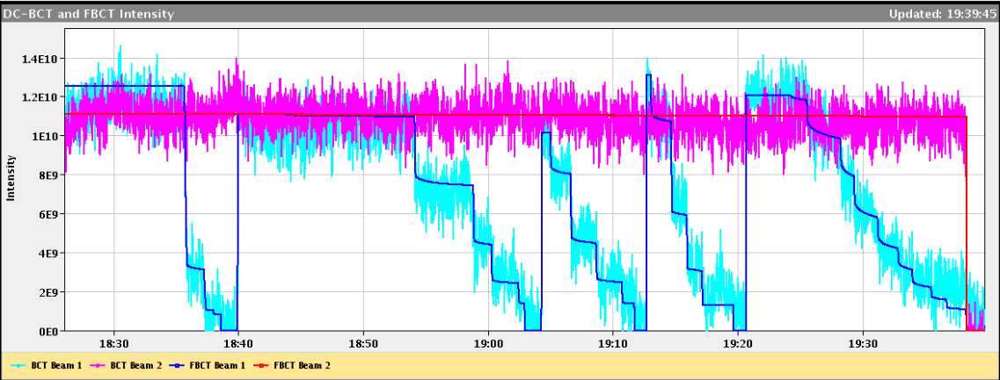 DC-BCT and FBCT Intensity Updated: 19:39:45
1.4E10
1.2E10
1E10
8E9
6E9
4E9
2E9
0E0
Intensity
18:30 18:40 18:50 19:00 19:10 19:20 19:30
BCT Beam 1 BCT Beam 2 FBCT Beam 1 FBCT Beam 2